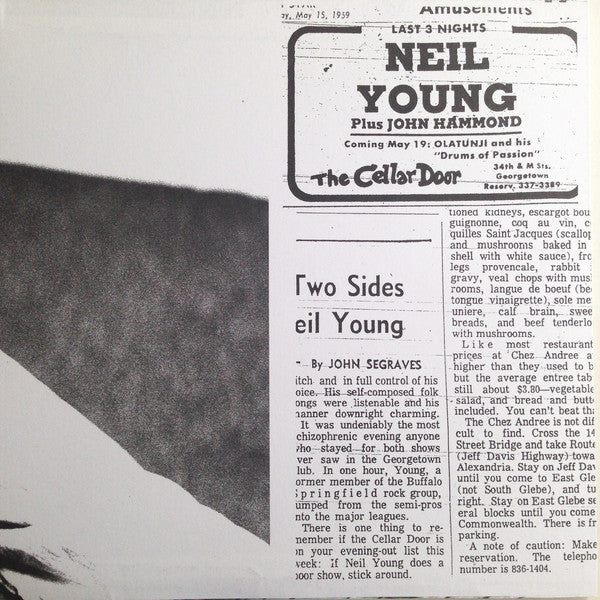 ay, May 15, 1959
Amusements
LAST 3 NIGHTS
NEIL
YOUNG
Plus JOHN HAMMOND
Coming May 19: OLATUNJI and his
"Drums of Passion"
The Cellar Door
34th & M Sts.
Georgetown
Reserv. 337-3389
Two Sides
eil Young
- By JOHN SEGRAVES
itch and in full control of his
oice. His self-composed folk
ongs were listenable and his
anner downright charming.
It was undeniably the most
chizophrenic evening anyone
who stayed for both shows
ver saw in the Georgetown
lub. In one hour, Young, a
ormer member of the Buffalo
Springfield rock group,
umped from the semi-pros
nto the major leagues.
There is one thing to re-
nember if the Cellar Door is
on your evening-out list this
week: If Neil Young does a
poor show, stick around.
tioned kidneys, escargot bou
guignonne, coq au vin, c
quilles Saint Jacques (scallop
and mushrooms baked in
shell with white sauce), fro
legs provencale, rabbit
gravy, veal chops with mus
rooms, langue de boeuf (be
tongue vinaigrette), sole me
uniere, calf brain, swee
breads, and beef tenderlo
with mushrooms.
Like most restaurant
prices at Chez Andree a
higher than they used to b
but the average entree tab
still about $3.80—vegetable
salad, and bread and butt
included. You can't beat tha
The Chez Andree is not dif
cult to find. Cross the 14
Street Bridge and take Route
(Jeff Davis Highway) towa
Alexandria. Stay on Jeff Dav
until you come to East Gle
(not South Glebe), and tu
right. Stay on East Glebe se
eral blocks until you come
Commonwealth. There is fr
parking.
A note of caution: Make
reservation. The telepho
number is 836-1404.